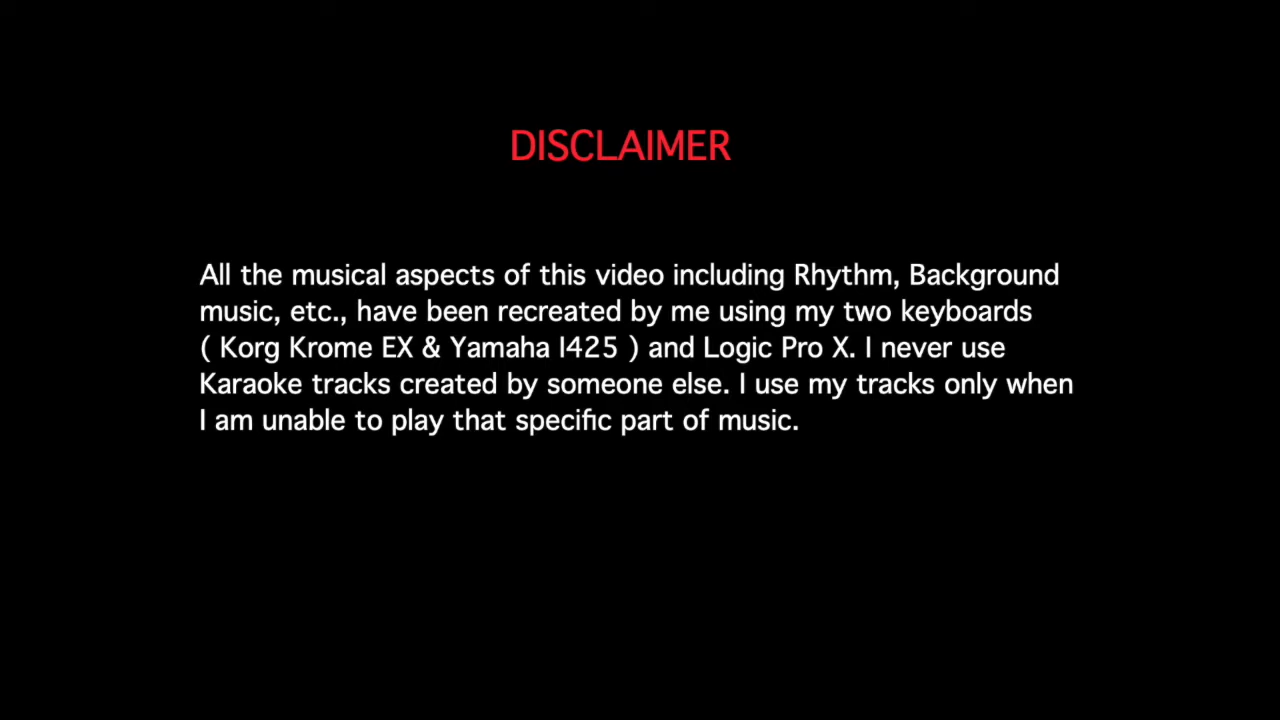 DISCLAIMER
All the musical aspects of this video including Rhythm, Background
music, etc., have been recreated by me using my two keyboards
( Korg Krome EX & Yamaha I425 ) and Logic Pro X. I never use
Karaoke tracks created by someone else. I use my tracks only when
I am unable to play that specific part of music.